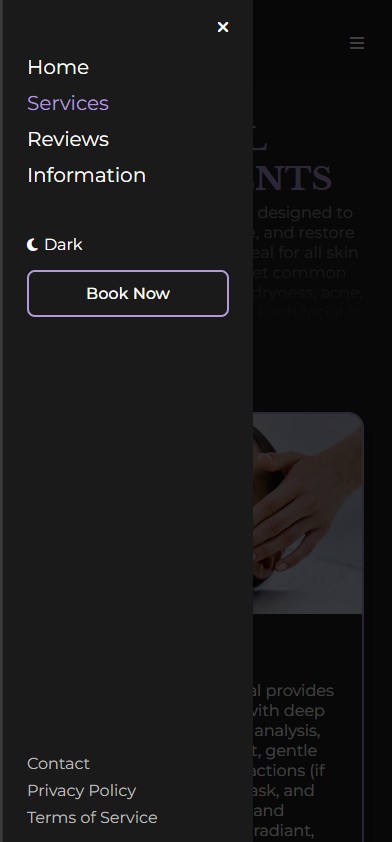 Home
Services
Reviews
Information
Dark
Book Now
Contact
Privacy Policy
Terms of Service
L
NTS
designed to
, and restore
eal for all skin
et common
dryness, acne,
al provides
with deep
analysis,
t, gentle
actions (if
ask, and
and
radiant,